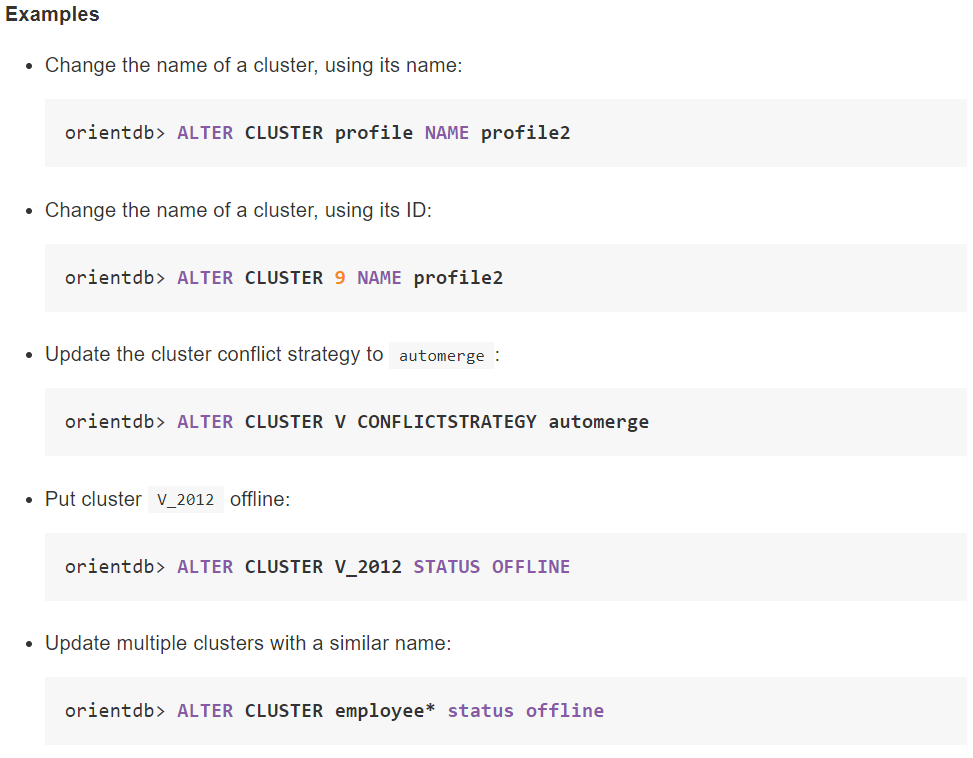 Examples
• Change the name of a cluster, using its name:
orientdb> ALTER CLUSTER profile NAME profile2
• Change the name of a cluster, using its ID:
orientdb> ALTER CLUSTER 9 NAME profile2
• Update the cluster conflict strategy to automerge :
orientdb> ALTER CLUSTER V CONFLICTSTRATEGY automerge
• Put cluster V_2012 offline:
orientdb> ALTER CLUSTER V_2012 STATUS OFFLINE
• Update multiple clusters with a similar name:
orientdb> ALTER CLUSTER employee* status offline